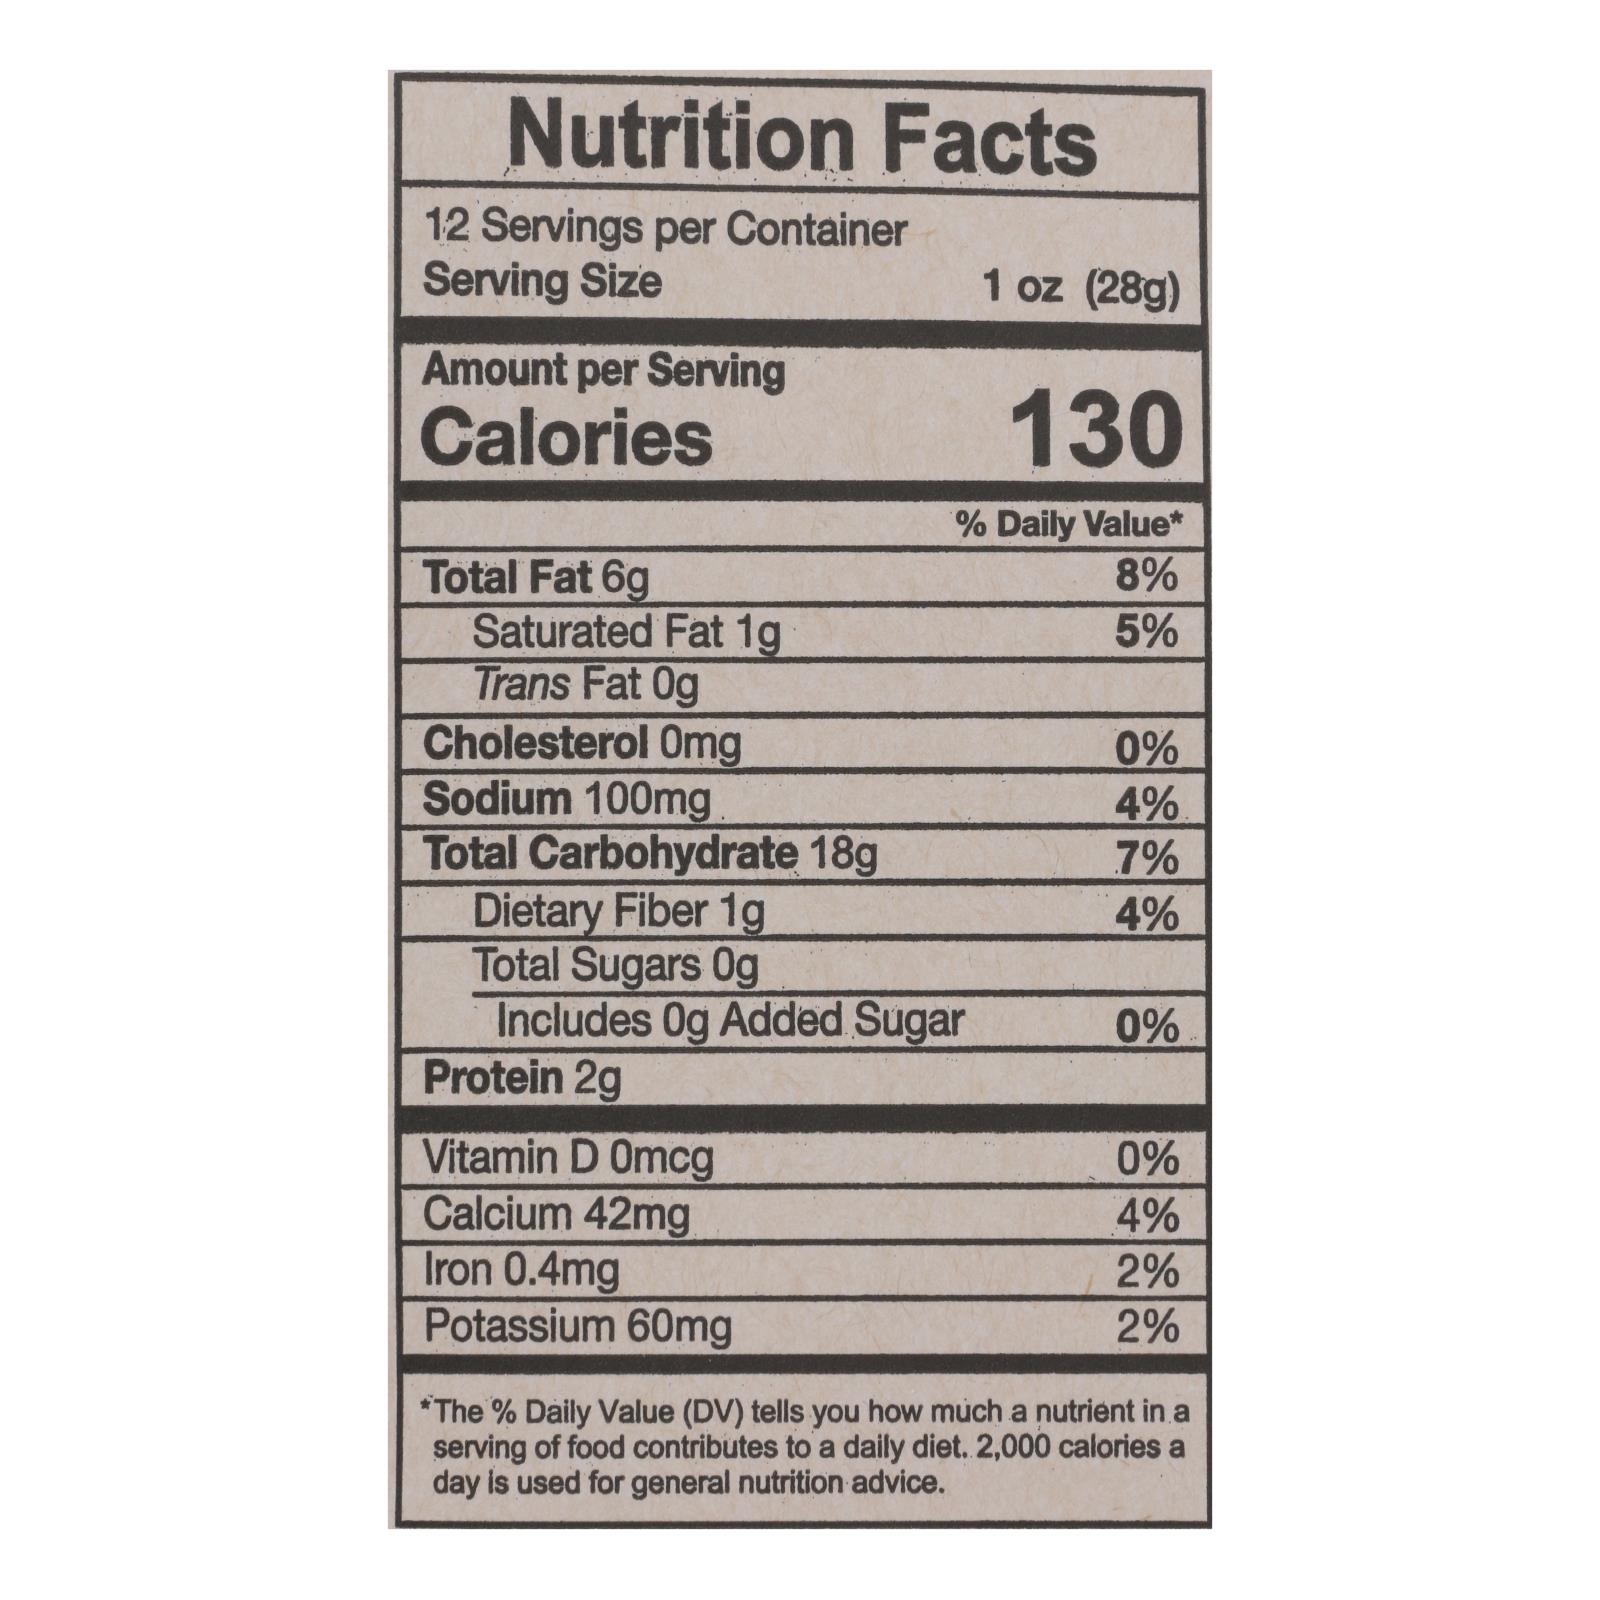 Nutrition Facts
12 Servings per Container
Serving Size 1 oz (28g)
Amount per Serving
Calories 130
% Daily Value*
Total Fat 6g 8%
Saturated Fat 1g 5%
Trans Fat 0g
Cholesterol 0mg 0%
Sodium 100mg 4%
Total Carbohydrate 18g 7%
Dietary Fiber 1g 4%
Total Sugars 0g
Includes 0g Added Sugar 0%
Protein 2g
Vitamin D 0mcg 0%
Calcium 42mg 4%
Iron 0.4mg 2%
Potassium 60mg 2%
*The % Daily Value (DV) tells you how much a nutrient in a
serving of food contributes to a daily diet. 2,000 calories a
day is used for general nutrition advice.